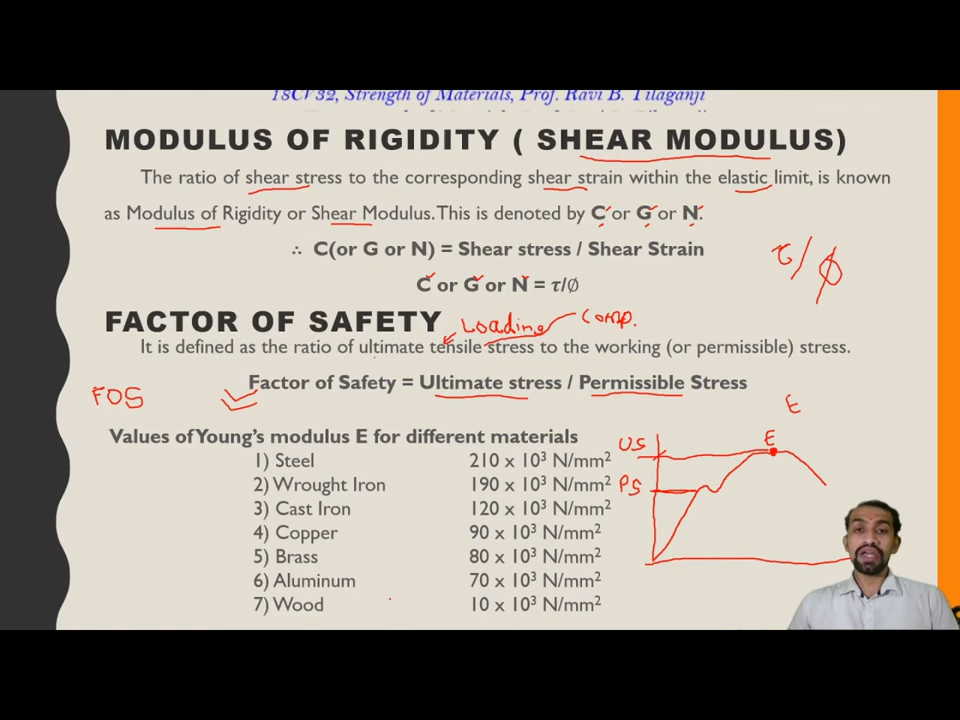 18CV32, Strength of Materials, Prof. Ravi B. Tilaganji
MODULUS OF RIGIDITY ( SHEAR MODULUS)
The ratio of shear stress to the corresponding shear strain within the elastic limit, is known
as Modulus of Rigidity or Shear Modulus. This is denoted by C or G or N.
∴ C(or G or N) = Shear stress / Shear Strain
τ/∅
C or G or N = τ/∅
FACTOR OF SAFETY
Loading comp.
It is defined as the ratio of ultimate tensile stress to the working (or permissible) stress.
Factor of Safety = Ultimate stress / Permissible Stress
FOS
E
Values of Young's modulus E for different materials
US
E
1) Steel 210 x 10³ N/mm²
2) Wrought Iron 190 x 10³ N/mm²
PS
3) Cast Iron 120 x 10³ N/mm²
4) Copper 90 x 10³ N/mm²
5) Brass 80 x 10³ N/mm²
6) Aluminum 70 x 10³ N/mm²
7) Wood 10 x 10³ N/mm²